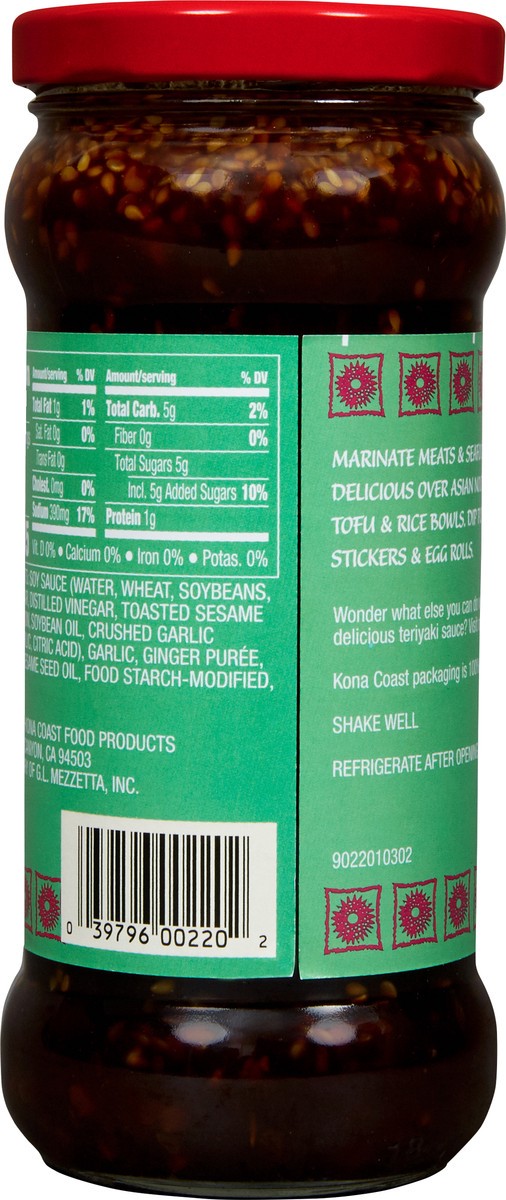 Amount/serving % DV Amount/serving % DV
Total Fat 1g 1% Total Carb. 5g 2%
Sat. Fat 0g 0% Fiber 0g 0%
Trans Fat 0g Total Sugars 5g
Cholest. 0mg 0% Incl. 5g Added Sugars 10%
Sodium 390mg 17% Protein 1g
Vit. D 0% • Calcium 0% • Iron 0% • Potas. 0%
SOY SAUCE (WATER, WHEAT, SOYBEANS,
DISTILLED VINEGAR, TOASTED SESAME
SOYBEAN OIL, CRUSHED GARLIC
CITRIC ACID), GARLIC, GINGER PURÉE,
SEED OIL, FOOD STARCH-MODIFIED,
COAST FOOD PRODUCTS
CA 94503
OF G.L. MEZZETTA, INC.
0 39796 00220 2
MARINATE MEATS &
DELICIOUS OVER ASIAN
TOFU & RICE BOWLS. DIP
STICKERS & EGG ROLLS.
Wonder what else you can
delicious teriyaki sauce?
Kona Coast packaging is
SHAKE WELL
REFRIGERATE AFTER
9022010302